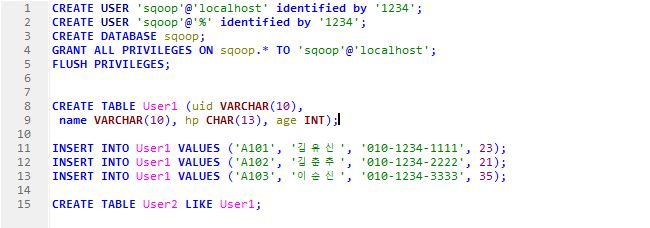 1 CREATE USER 'sqoop'@'localhost' identified by '1234';
2 CREATE USER 'sqoop'@'%' identified by '1234';
3 CREATE DATABASE sqoop;
4 GRANT ALL PRIVILEGES ON sqoop.* TO 'sqoop'@'localhost';
5 FLUSH PRIVILEGES;
6
7
8 CREATE TABLE User1 (uid VARCHAR(10),
9 name VARCHAR(10), hp CHAR(13), age INT);
10
11 INSERT INTO User1 VALUES ('A101', '김유신', '010-1234-1111', 23);
12 INSERT INTO User1 VALUES ('A102', '김춘추', '010-1234-2222', 21);
13 INSERT INTO User1 VALUES ('A103', '이순신', '010-1234-3333', 35);
14
15 CREATE TABLE User2 LIKE User1;